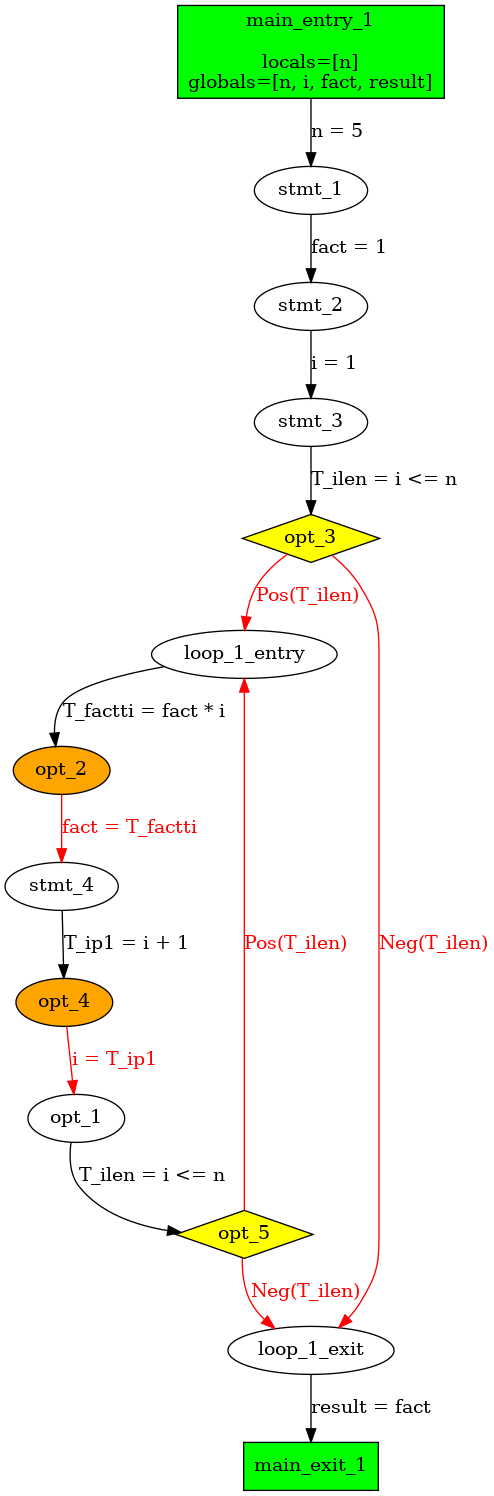 main_entry_1
locals=[n]
globals=[n, i, fact, result]
n = 5
stmt_1
fact = 1
stmt_2
i = 1
stmt_3
T_ilen = i <= n
opt_3
Pos(T_ilen)
loop_1_entry
T_factti = fact * i
opt_2
fact = T_factti
stmt_4
T_ip1 = i + 1
Pos(T_ilen)
Neg(T_ilen)
opt_4
i = T_ip1
opt_1
T_ilen = i <= n
opt_5
Neg(T_ilen)
loop_1_exit
result = fact
main_exit_1